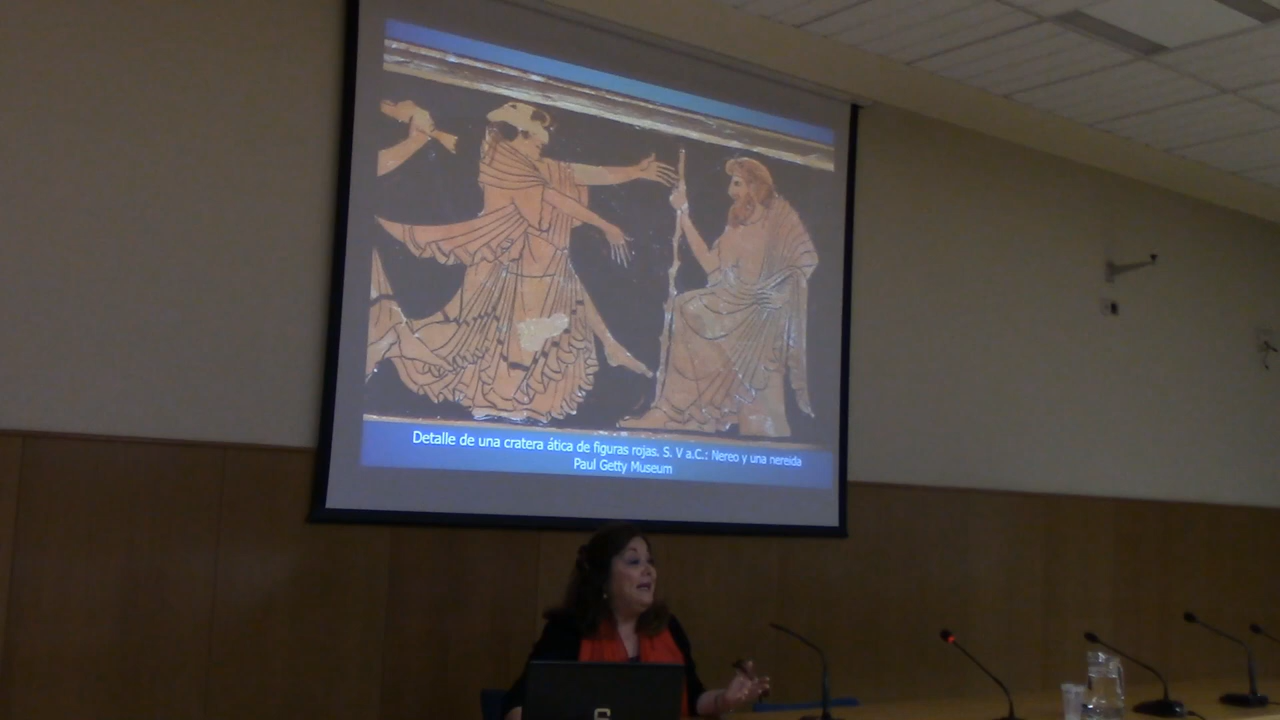 Detalle de una cratera ática de figuras rojas. S. V a.C.: Nereo y una nereida
Paul Getty Museum